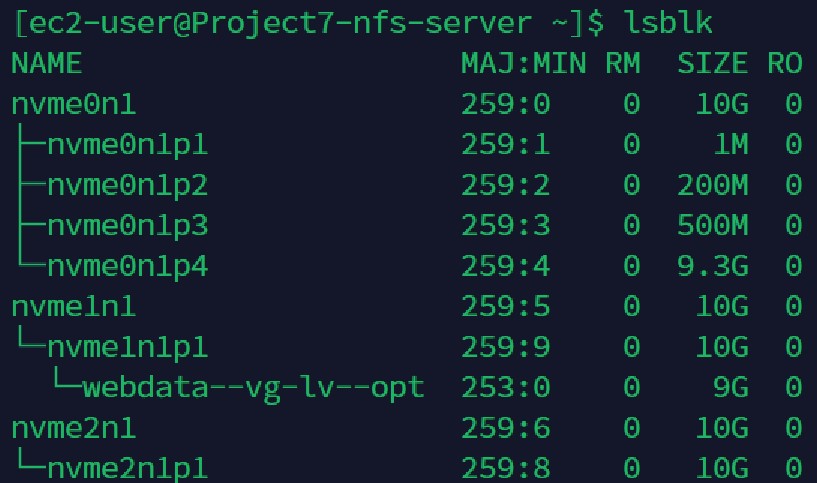 [ec2-user@Project7-nfs-server ~]$ lsblk
NAME                          MAJ:MIN RM   SIZE RO
nvme0n1                       259:0    0    10G  0
├─nvme0n1p1                   259:1    0     1M  0
├─nvme0n1p2                   259:2    0   200M  0
├─nvme0n1p3                   259:3    0   500M  0
└─nvme0n1p4                   259:4    0   9.3G  0
nvme1n1                       259:5    0    10G  0
└─nvme1n1p1                   259:9    0    10G  0
  └─webdata--vg-lv--opt       253:0    0     9G  0
nvme2n1                       259:6    0    10G  0
└─nvme2n1p1                   259:8    0    10G  0